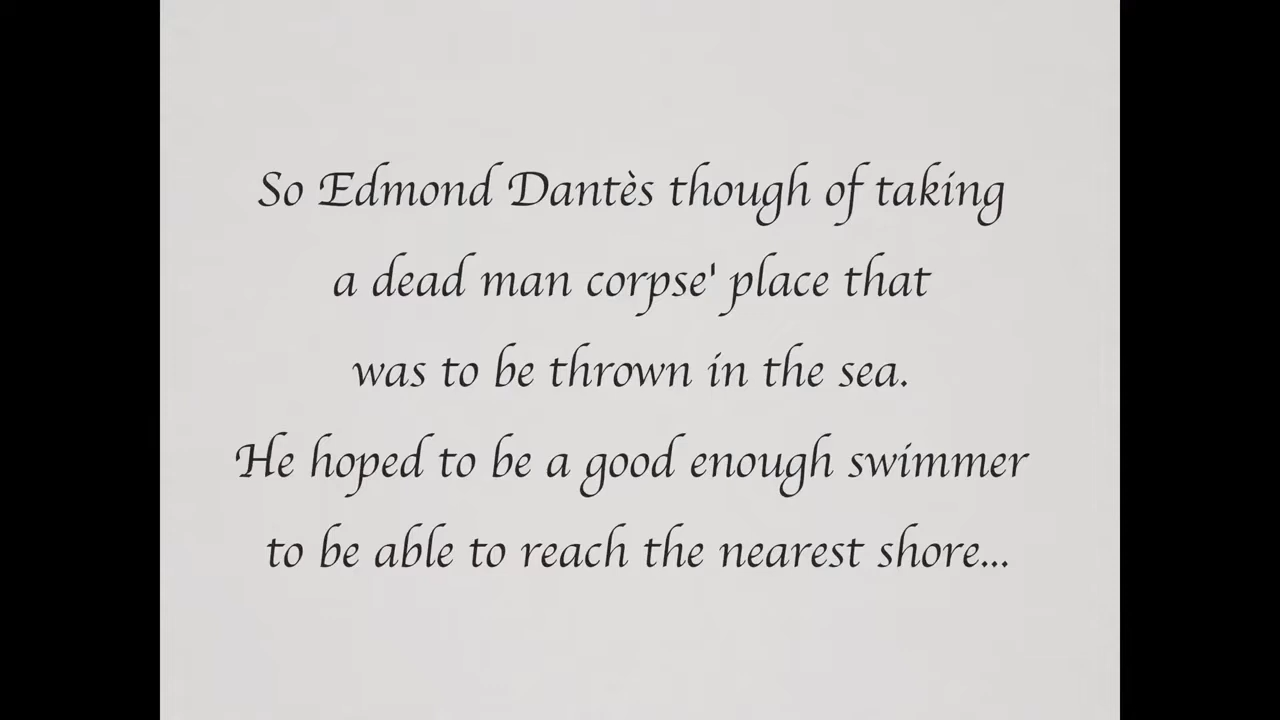 So Edmond Dantès though of taking
a dead man corpse' place that
was to be thrown in the sea.
He hoped to be a good enough swimmer
to be able to reach the nearest shore...